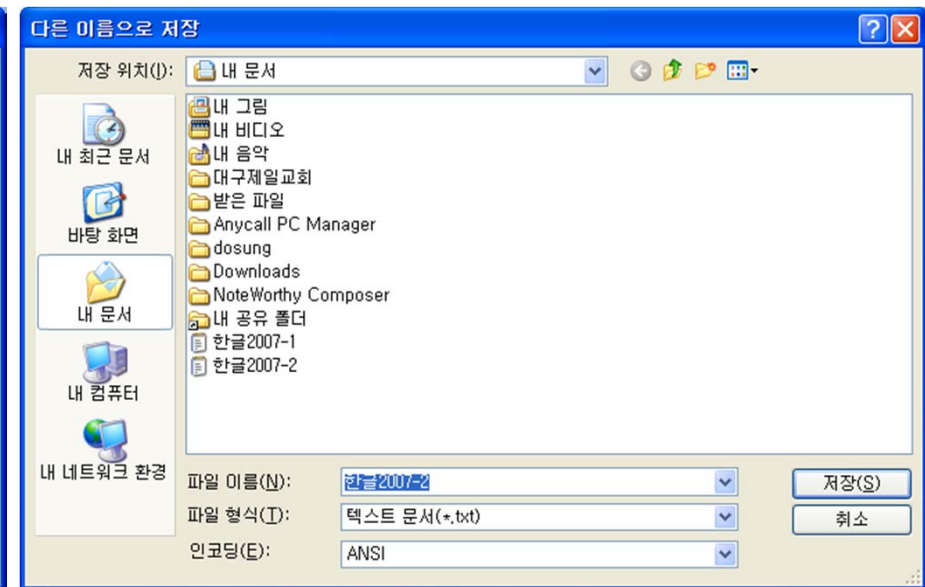 다른 이름으로 저장
저장 위치(I):
내 문서
내 최근 문서
바탕 화면
내 문서
내 컴퓨터
내 네트워크 환경
내 그림
내 비디오
내 음악
대구제일교회
받은 파일
Anycall PC Manager
dosung
Downloads
NoteWorthy Composer
내 공유 폴더
한글2007-1
한글2007-2
파일 이름(N):
한글2007-2
저장(S)
파일 형식(T):
텍스트 문서(*.txt)
취소
인코딩(E):
ANSI